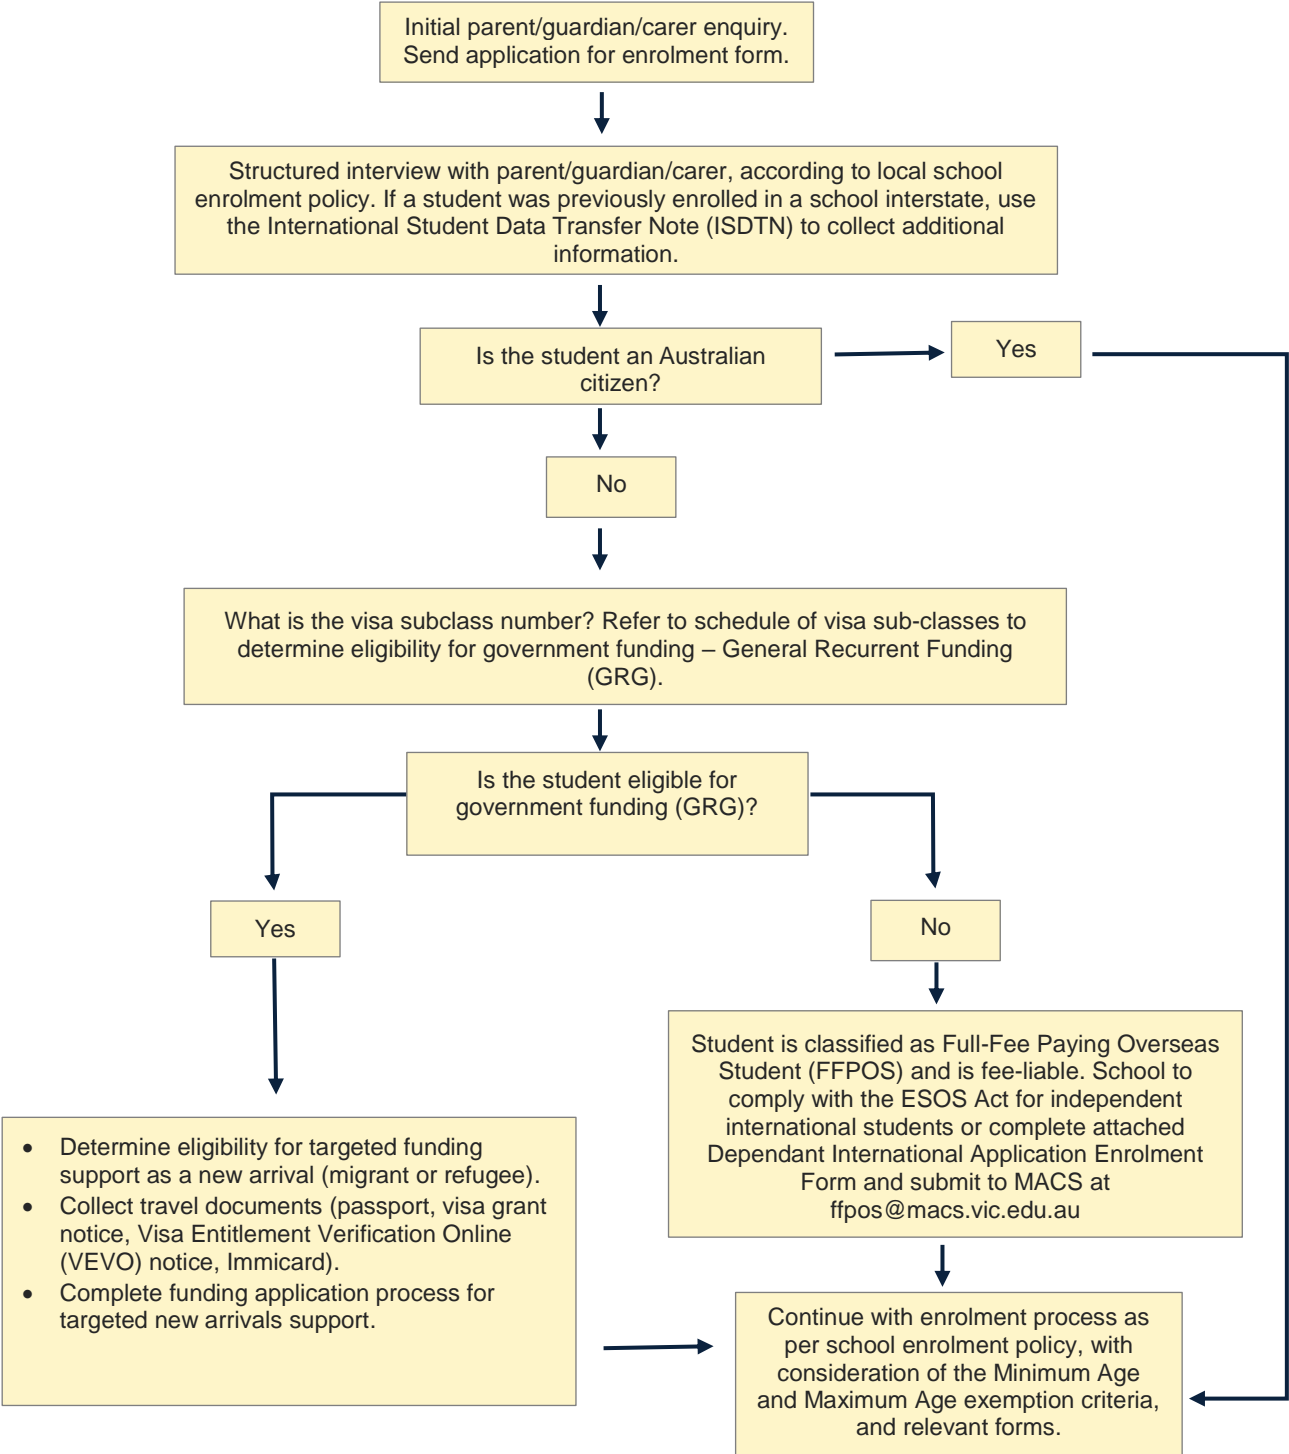 Initial parent/guardian/carer enquiry.
Send application for enrolment form.
Structured interview with parent/guardian/carer, according to local school
enrolment policy. If a student was previously enrolled in a school interstate, use
the International Student Data Transfer Note (ISDTN) to collect additional
information.
Is the student an Australian
citizen?
Yes
No
What is the visa subclass number? Refer to schedule of visa sub-classes to
determine eligibility for government funding – General Recurrent Funding
(GRG).
Is the student eligible for
government funding (GRG)?
Yes
No
Student is classified as Full-Fee Paying Overseas
Student (FFPOS) and is fee-liable. School to
comply with the ESOS Act for independent
international students or complete attached
Dependant International Application Enrolment
Form and submit to MACS at
ffpos@macs.vic.edu.au
• Determine eligibility for targeted funding
support as a new arrival (migrant or refugee).
• Collect travel documents (passport, visa grant
notice, Visa Entitlement Verification Online
(VEVO) notice, Immicard).
• Complete funding application process for
targeted new arrivals support.
Continue with enrolment process as
per school enrolment policy, with
consideration of the Minimum Age
and Maximum Age exemption criteria,
and relevant forms.